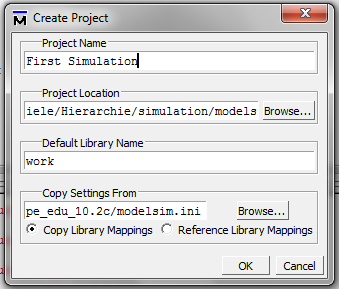 Create Project
Project Name
First Simulation
Project Location
iele/Hierarchie/simulation/models Browse...
Default Library Name
work
Copy Settings From
pe_edu_10.2c/modelsim.ini Browse...
Copy Library Mappings Reference Library Mappings
OK Cancel